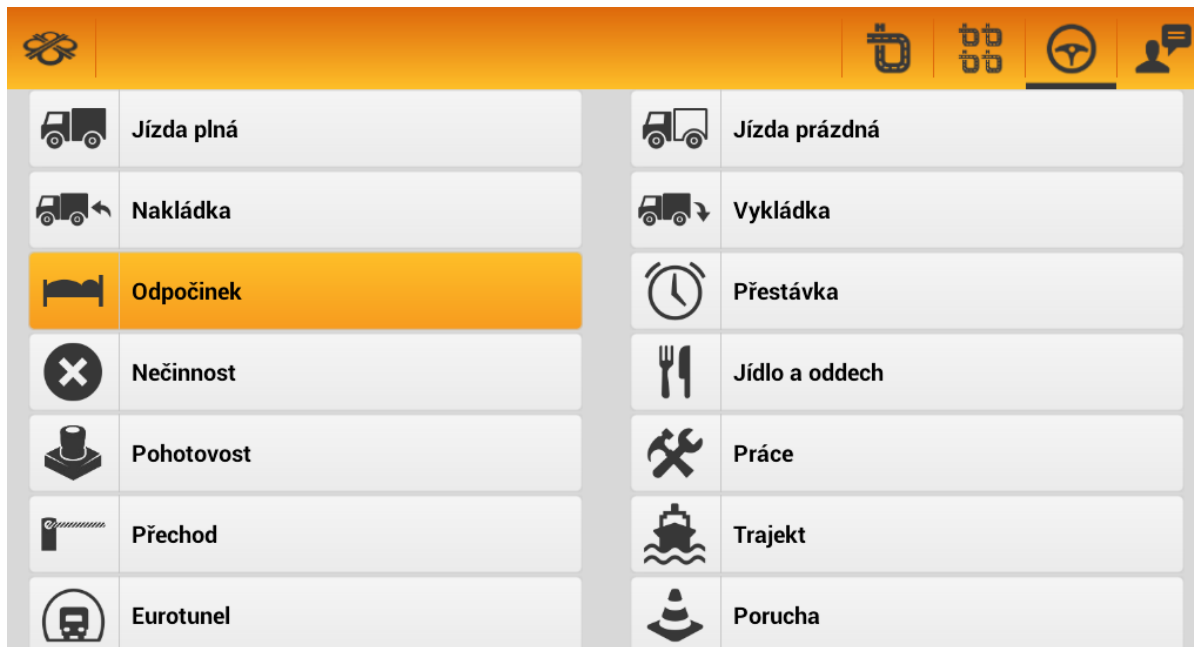 Jízda plná
Jízda prázdná
Nakládka
Vykládka
Odpočinek
Přestávka
Nečinnost
Jídlo a oddech
Pohotovost
Práce
Přechod
Trajekt
Eurotunel
Porucha